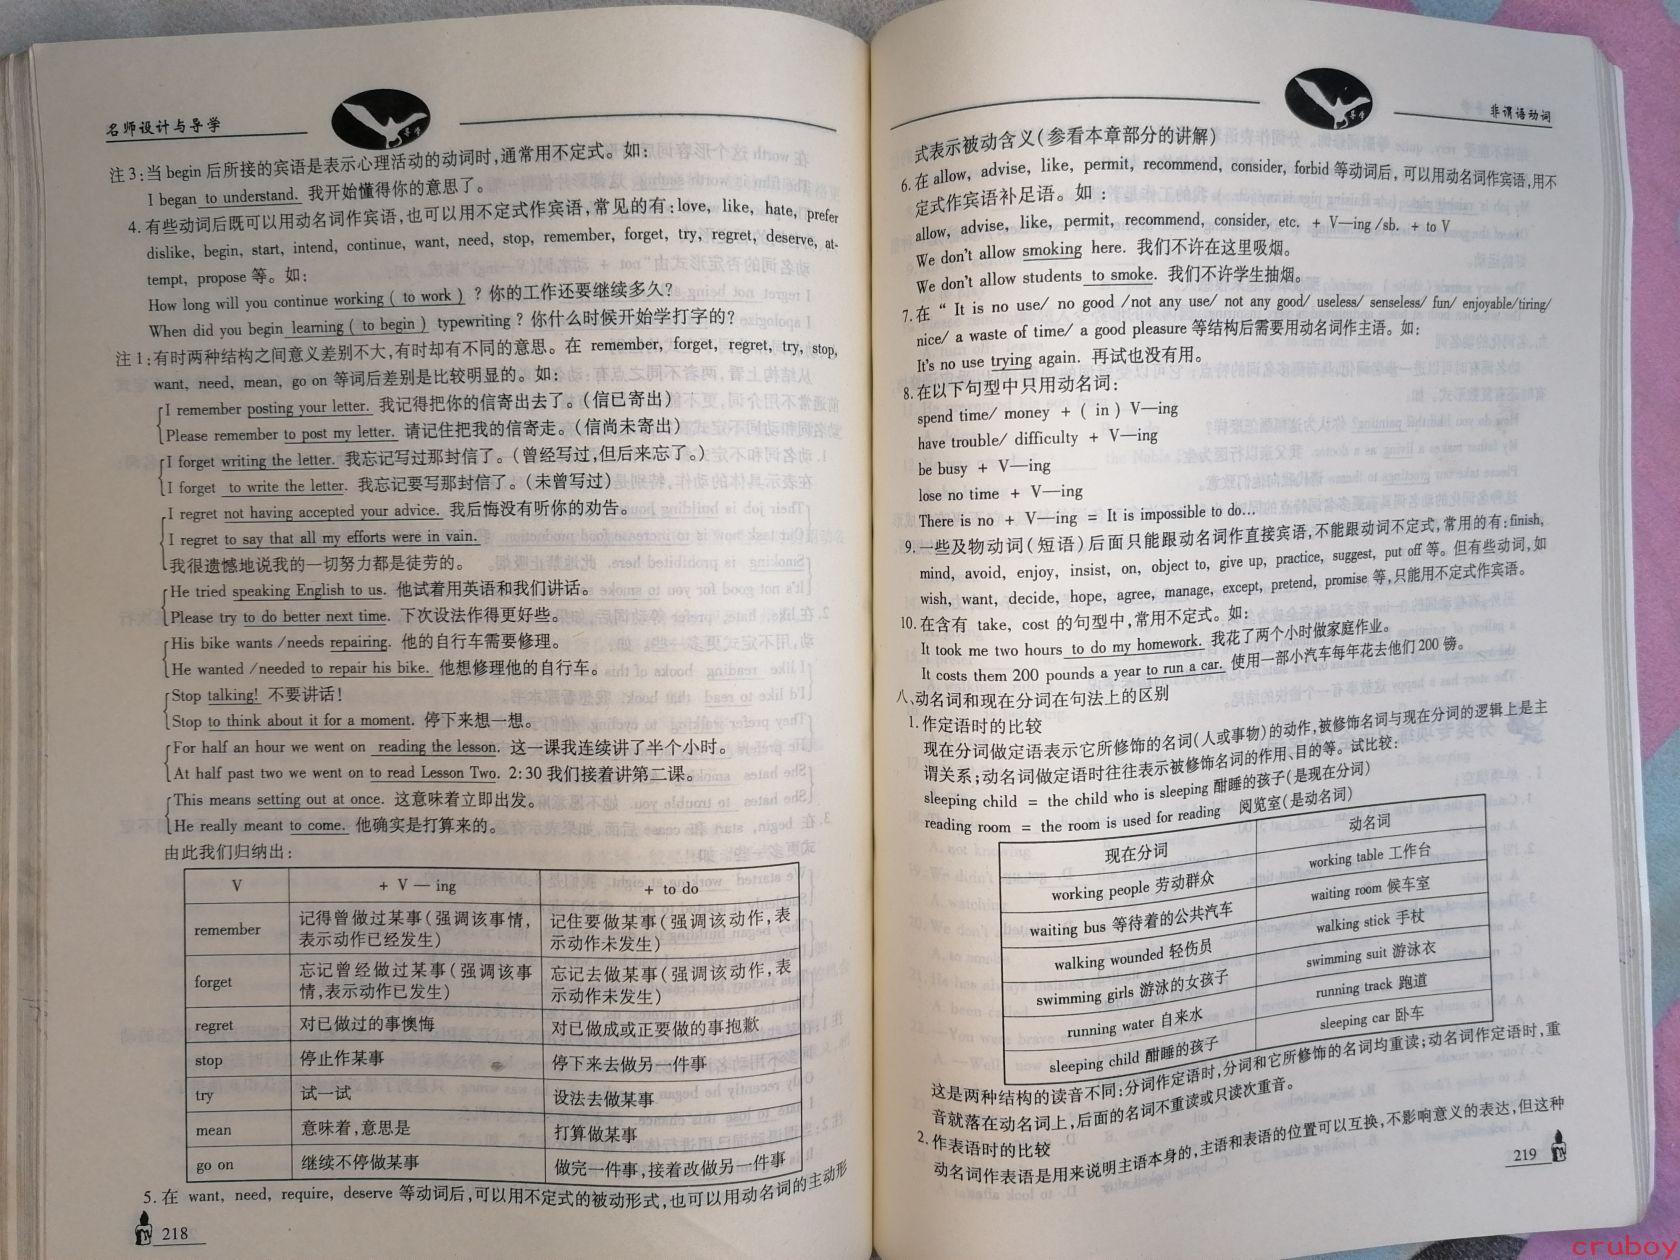 名师设计与导学
注3:当 begin 后所接的宾语是表示心理活动的动词时,通常用不定式。如:
I began to understand. 我开始懂得你的意思了。
4. 有些动词后既可以用动名词作宾语,也可以用不定式作宾语,常见的有:love, like, hate, prefer
dislike, begin, start, intend, continue, want, need, stop, remember, forget, try, regret, deserve, at-
tempt, propose 等。如:
How long will you continue working ( to work ) ? 你的工作还要继续多久?
When did you begin learning ( to begin ) typewriting ? 你什么时候开始学打字的?
注1:有时两种结构之间意义差别不大,有时却有不同的意思。在 remember, forget, regret, try, stop,
want, need, mean, go on 等词后差别是比较明显的。如:
I remember posting your letter. 我记得把你的信寄出去了。(信已寄出)
Please remember to post my letter. 请记住把我的信寄走。(信尚未寄出)
I forget writing the letter. 我忘记写过那封信了。(曾经写过,但后来忘了。)
I forget to write the letter. 我忘记要写那封信了。(未曾写过)
I regret not having accepted your advice. 我后悔没有听你的劝告。
I regret to say that all my efforts were in vain.
我很遗憾地说我的一切努力都是徒劳的。
He tried speaking English to us. 他试着用英语和我们讲话。
Please try to do better next time. 下次设法作得更好些。
His bike wants /needs repairing. 他的自行车需要修理。
He wanted /needed to repair his bike. 他想修理他的自行车。
Stop talking! 不要讲话!
Stop to think about it for a moment. 停下来想一想。
For half an hour we went on reading the lesson. 这一课我连续讲了半个小时。
At half past two we went on to read Lesson Two. 2:30 我们接着讲第二课。
This means setting out at once. 这意味着立即出发。
He really meant to come. 他确实是打算来的。
由此我们归纳出:
V + V — ing + to do
remember 记得曾做过某事(强调该事情,表示动作已经发生) 记住要做某事(强调该动作,表示动作未发生)
forget 忘记曾经做过某事(强调该事情,表示动作已发生) 忘记去做某事(强调该动作,表示动作未发生)
regret 对已做过的事懊悔 对已做成或正要做的事抱歉
stop 停止作某事 停下来去做另一件事
try 试一试 设法去做某事
mean 意味着,意思是 打算做某事
go on 继续不停做某事 做完一件事,接着改做另一件事
5. 在 want, need, require, deserve 等动词后,可以用不定式的被动形式,也可以用动名词的主动形
218
非谓语动词
式表示被动含义(参看本章部分的讲解)
6. 在 allow, advise, like, permit, recommend, consider, forbid 等动词后,可以用动名词作宾语,用不
定式作宾语补足语。如:
allow, advise, like, permit, recommend, consider, etc. + V—ing /sb. + to V
We don't allow smoking here. 我们不许在这里吸烟。
We don't allow students to smoke. 我们不许学生抽烟。
7. 在 “ It is no use/ no good /not any use/ not any good/ useless/ senseless/ fun/ enjoyable/tiring/
nice/ a waste of time/ a good pleasure 等结构后需要用动名词作主语。如:
It's no use trying again. 再试也没有用。
8. 在以下句型中只用动名词:
spend time/ money + ( in ) V—ing
have trouble/ difficulty + V—ing
be busy + V—ing
lose no time + V—ing
There is no + V—ing = It is impossible to do…
9. 一些及物动词(短语)后面只能跟动名词作直接宾语,不能跟动词不定式,常用的有:finish,
mind, avoid, enjoy, insist, on, object to, give up, practice, suggest, put off 等。但有些动词,如
wish, want, decide, hope, agree, manage, except, pretend, promise 等,只能用不定式作宾语。
10. 在含有 take, cost 的句型中,常用不定式。如:
It took me two hours to do my homework. 我花了两个小时做家庭作业。
It costs them 200 pounds a year to run a car. 使用一部小汽车每年花去他们200镑。
八、动名词和现在分词在句法上的区别
1. 作定语时的比较
现在分词做定语表示它所修饰的名词(人或事物)的动作,被修饰名词与现在分词的逻辑上是主
谓关系;动名词做定语时往往表示被修饰名词的作用、目的等。试比较:
sleeping child = the child who is sleeping 酣睡的孩子(是现在分词)
reading room = the room is used for reading 阅览室(是动名词)
现在分词 动名词
working people 劳动群众 working table 工作台
waiting bus 等待着的公共汽车 waiting room 候车室
walking wounded 轻伤员 walking stick 手杖
swimming girls 游泳的女孩子 swimming suit 游泳衣
running water 自来水 running track 跑道
sleeping child 酣睡的孩子 sleeping car 卧车
这是两种结构的读音不同:分词作定语时,分词和它所修饰的名词均重读;动名词作定语时,重
音就落在动名词上,后面的名词不重读或只读次重音。
2. 作表语时的比较
动名词作表语是用来说明主语本身的,主语和表语的位置可以互换,不影响意义的表达,但这种
219
cruboy